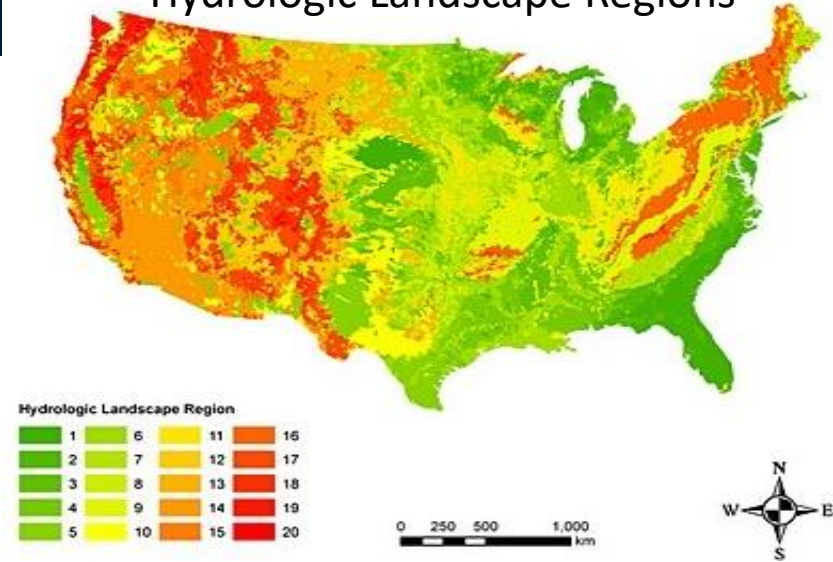 Hydrologic Landscape Regions
Hydrologic Landscape Region
1 6 11 16
2 7 12 17
3 8 13 18
4 9 14 19
5 10 15 20
0 250 500 1,000
km
N
W E
S